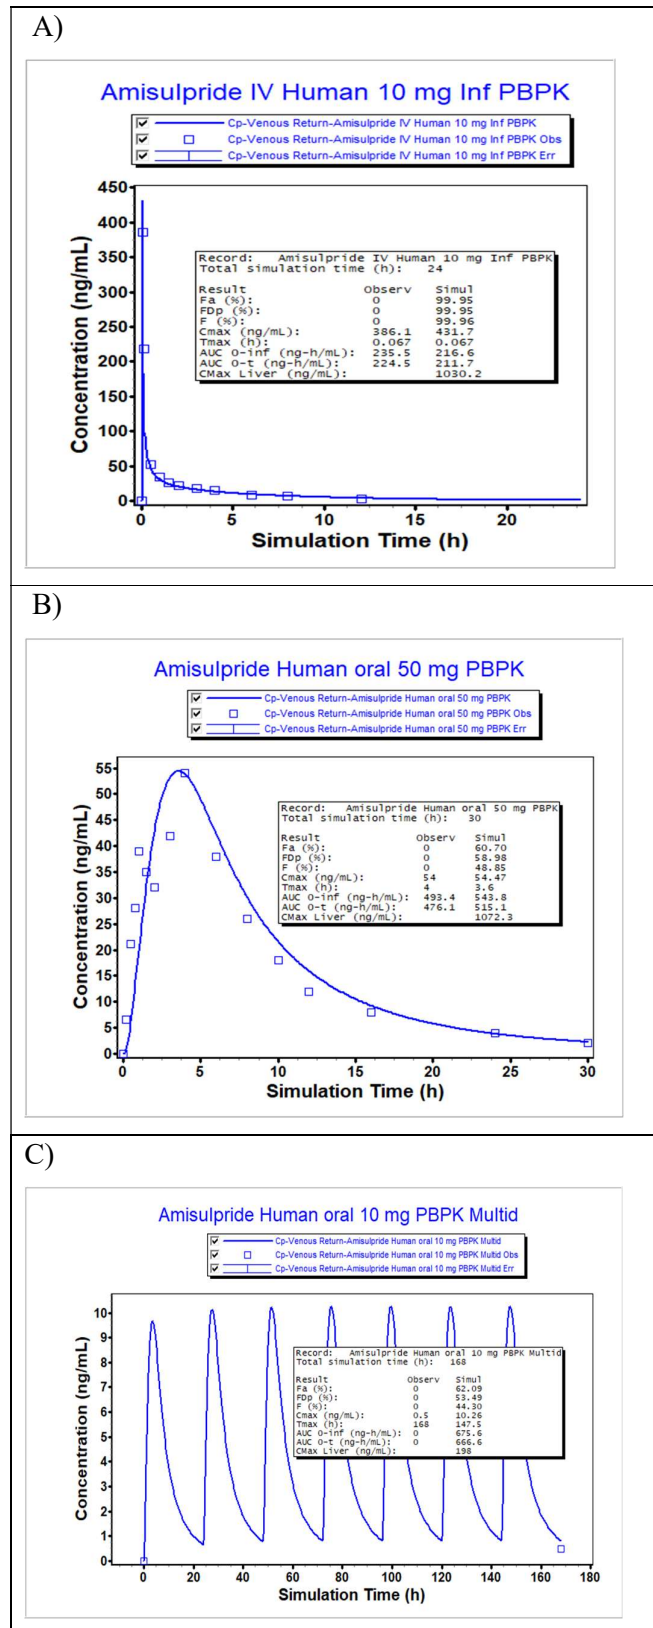 A)
Amisulpride IV Human 10 mg Inf PBPK
Cp-Venous Return-Amisulpride IV Human 10 mg Inf PBPK
Cp-Venous Return-Amisulpride IV Human 10 mg Inf PBPK Obs
Cp-Venous Return-Amisulpride IV Human 10 mg Inf PBPK Err
Concentration (ng/mL)
450
400
350
300
250
200
150
100
50
0
Record: Amisulpride IV Human 10 mg Inf PBPK
Total simulation time (h): 24
Result Observ Simul
Fa (%): 0 99.95
FDp (%): 0 99.95
F (%): 0 99.96
Cmax (ng/mL): 386.1 431.7
Tmax (h): 0.067 0.067
AUC 0-inf (ng-h/mL): 235.5 216.6
AUC 0-t (ng-h/mL): 224.5 211.7
CMax Liver (ng/mL): 1030.2
0 5 10 15 20
Simulation Time (h)
B)
Amisulpride Human oral 50 mg PBPK
Cp-Venous Return-Amisulpride Human oral 50 mg PBPK
Cp-Venous Return-Amisulpride Human oral 50 mg PBPK Obs
Cp-Venous Return-Amisulpride Human oral 50 mg PBPK Err
Concentration (ng/mL)
55
50
45
40
35
30
25
20
15
10
5
0
Record: Amisulpride Human oral 50 mg PBPK
Total simulation time (h): 30
Result Observ Simul
Fa (%): 0 60.70
FDp (%): 0 58.98
F (%): 0 48.85
Cmax (ng/mL): 54 54.47
Tmax (h): 4 3.6
AUC 0-inf (ng-h/mL): 493.4 543.8
AUC 0-t (ng-h/mL): 476.1 515.1
CMax Liver (ng/mL): 1072.3
0 5 10 15 20 25 30
Simulation Time (h)
C)
Amisulpride Human oral 10 mg PBPK Multid
Cp-Venous Return-Amisulpride Human oral 10 mg PBPK Multid
Cp-Venous Return-Amisulpride Human oral 10 mg PBPK Multid Obs
Cp-Venous Return-Amisulpride Human oral 10 mg PBPK Multid Err
Concentration (ng/mL)
10
9
8
7
6
5
4
3
2
1
0
Record: Amisulpride Human oral 10 mg PBPK Multid
Total simulation time (h): 168
Result Observ Simul
Fa (%): 0 62.09
FDp (%): 0 53.49
F (%): 0 44.30
Cmax (ng/mL): 0.5 10.26
Tmax (h): 168 147.5
AUC 0-inf (ng-h/mL): 0 675.6
AUC 0-t (ng-h/mL): 0 666.6
CMax Liver (ng/mL): 198
0 20 40 60 80 100 120 140 160 180
Simulation Time (h)